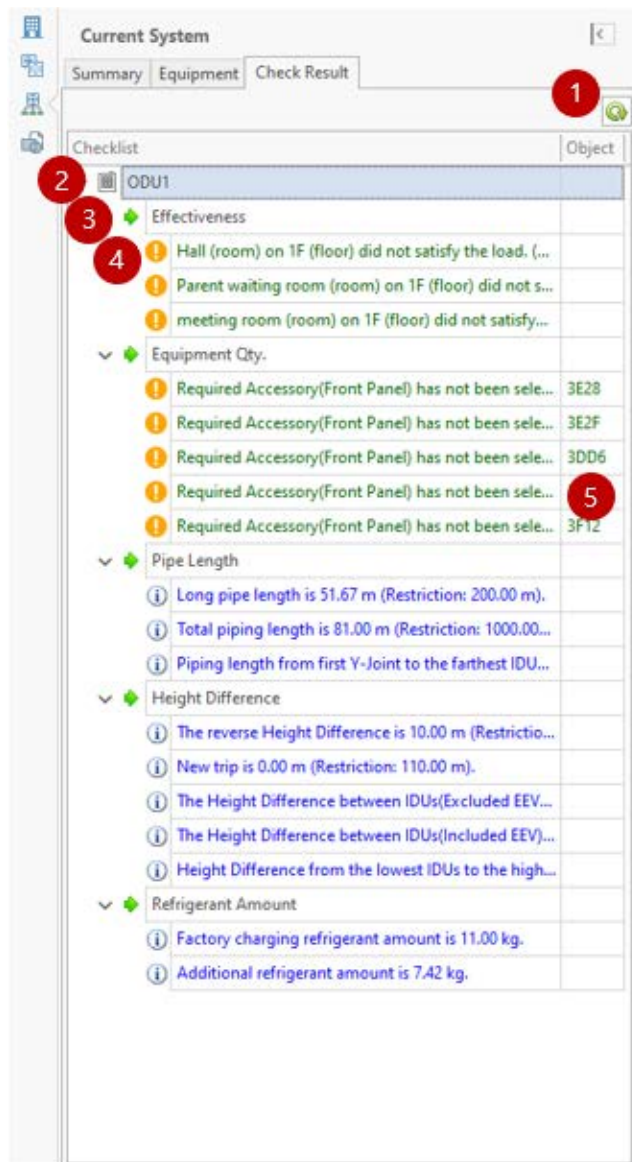 Current System
Summary Equipment Check Result
1
Checklist Object
2 ODU1
3 Effectiveness
4 Hall (room) on 1F (floor) did not satisfy the load. (...
Parent waiting room (room) on 1F (floor) did not s...
meeting room (room) on 1F (floor) did not satisfy...
Equipment Qty.
Required Accessory(Front Panel) has not been sele... 3E28
Required Accessory(Front Panel) has not been sele... 3E2F
Required Accessory(Front Panel) has not been sele... 3DD6
Required Accessory(Front Panel) has not been sele... 5
Required Accessory(Front Panel) has not been sele... 3F12
Pipe Length
Long pipe length is 51.67 m (Restriction: 200.00 m).
Total piping length is 81.00 m (Restriction: 1000.00...
Piping length from first Y-Joint to the farthest IDU...
Height Difference
The reverse Height Difference is 10.00 m (Restrictio...
New trip is 0.00 m (Restriction: 110.00 m).
The Height Difference between IDUs(Excluded EEV...
The Height Difference between IDUs(Included EEV)...
Height Difference from the lowest IDUs to the high...
Refrigerant Amount
Factory charging refrigerant amount is 11.00 kg.
Additional refrigerant amount is 7.42 kg.